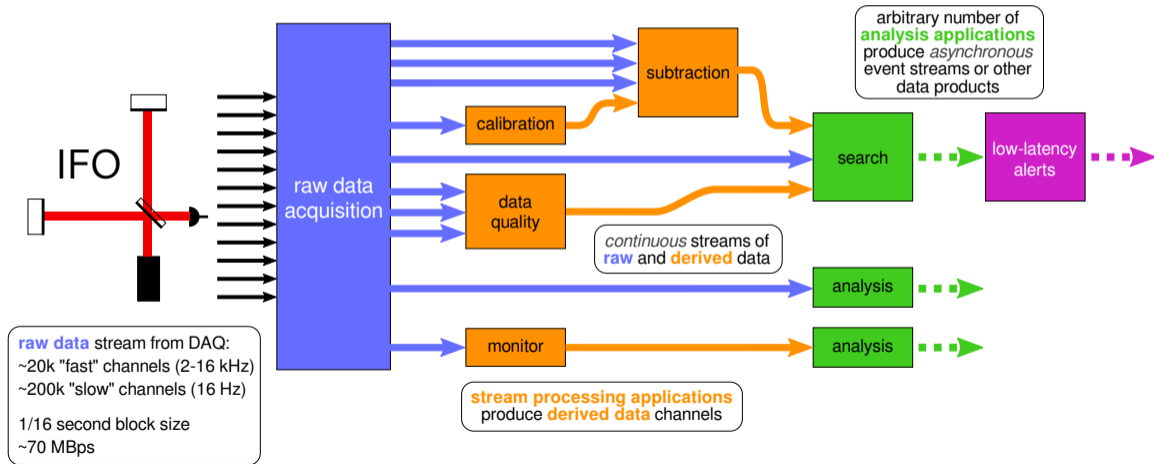 IFO
raw data
acquisition
subtraction
calibration
data
quality
monitor
search
analysis
analysis
low-latency
alerts
arbitrary number of
analysis applications
produce asynchronous
event streams or other
data products
continuous streams of
raw and derived data
stream processing applications
produce derived data channels
raw data stream from DAQ:
~20k "fast" channels (2-16 kHz)
~200k "slow" channels (16 Hz)
1/16 second block size
~70 MBps